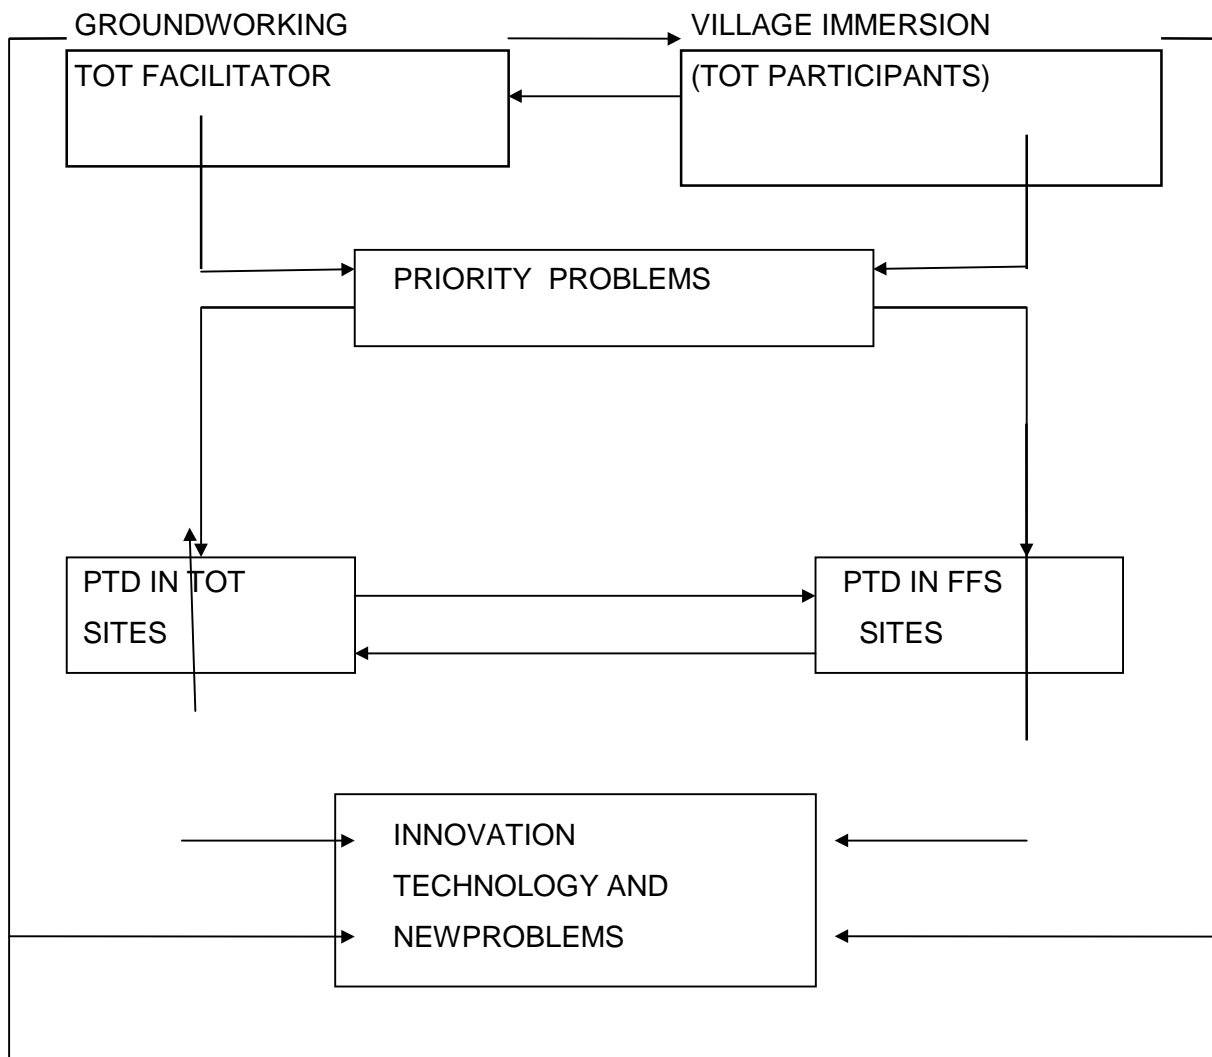 GROUNDWORKING
TOT FACILITATOR
VILLAGE IMMERSION
(TOT PARTICIPANTS)
PRIORITY  PROBLEMS
PTD IN TOT
SITES
PTD IN FFS
SITES
INNOVATION
TECHNOLOGY AND
NEWPROBLEMS